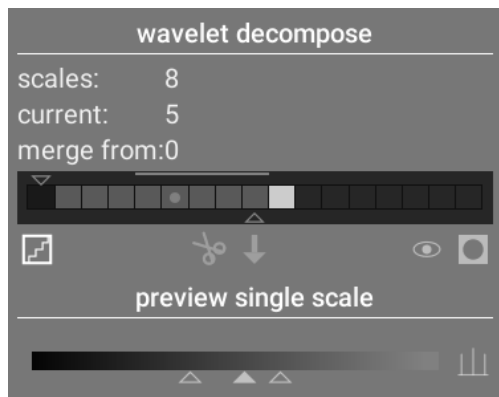 wavelet decompose
scales: 8
current: 5
merge from:0
preview single scale